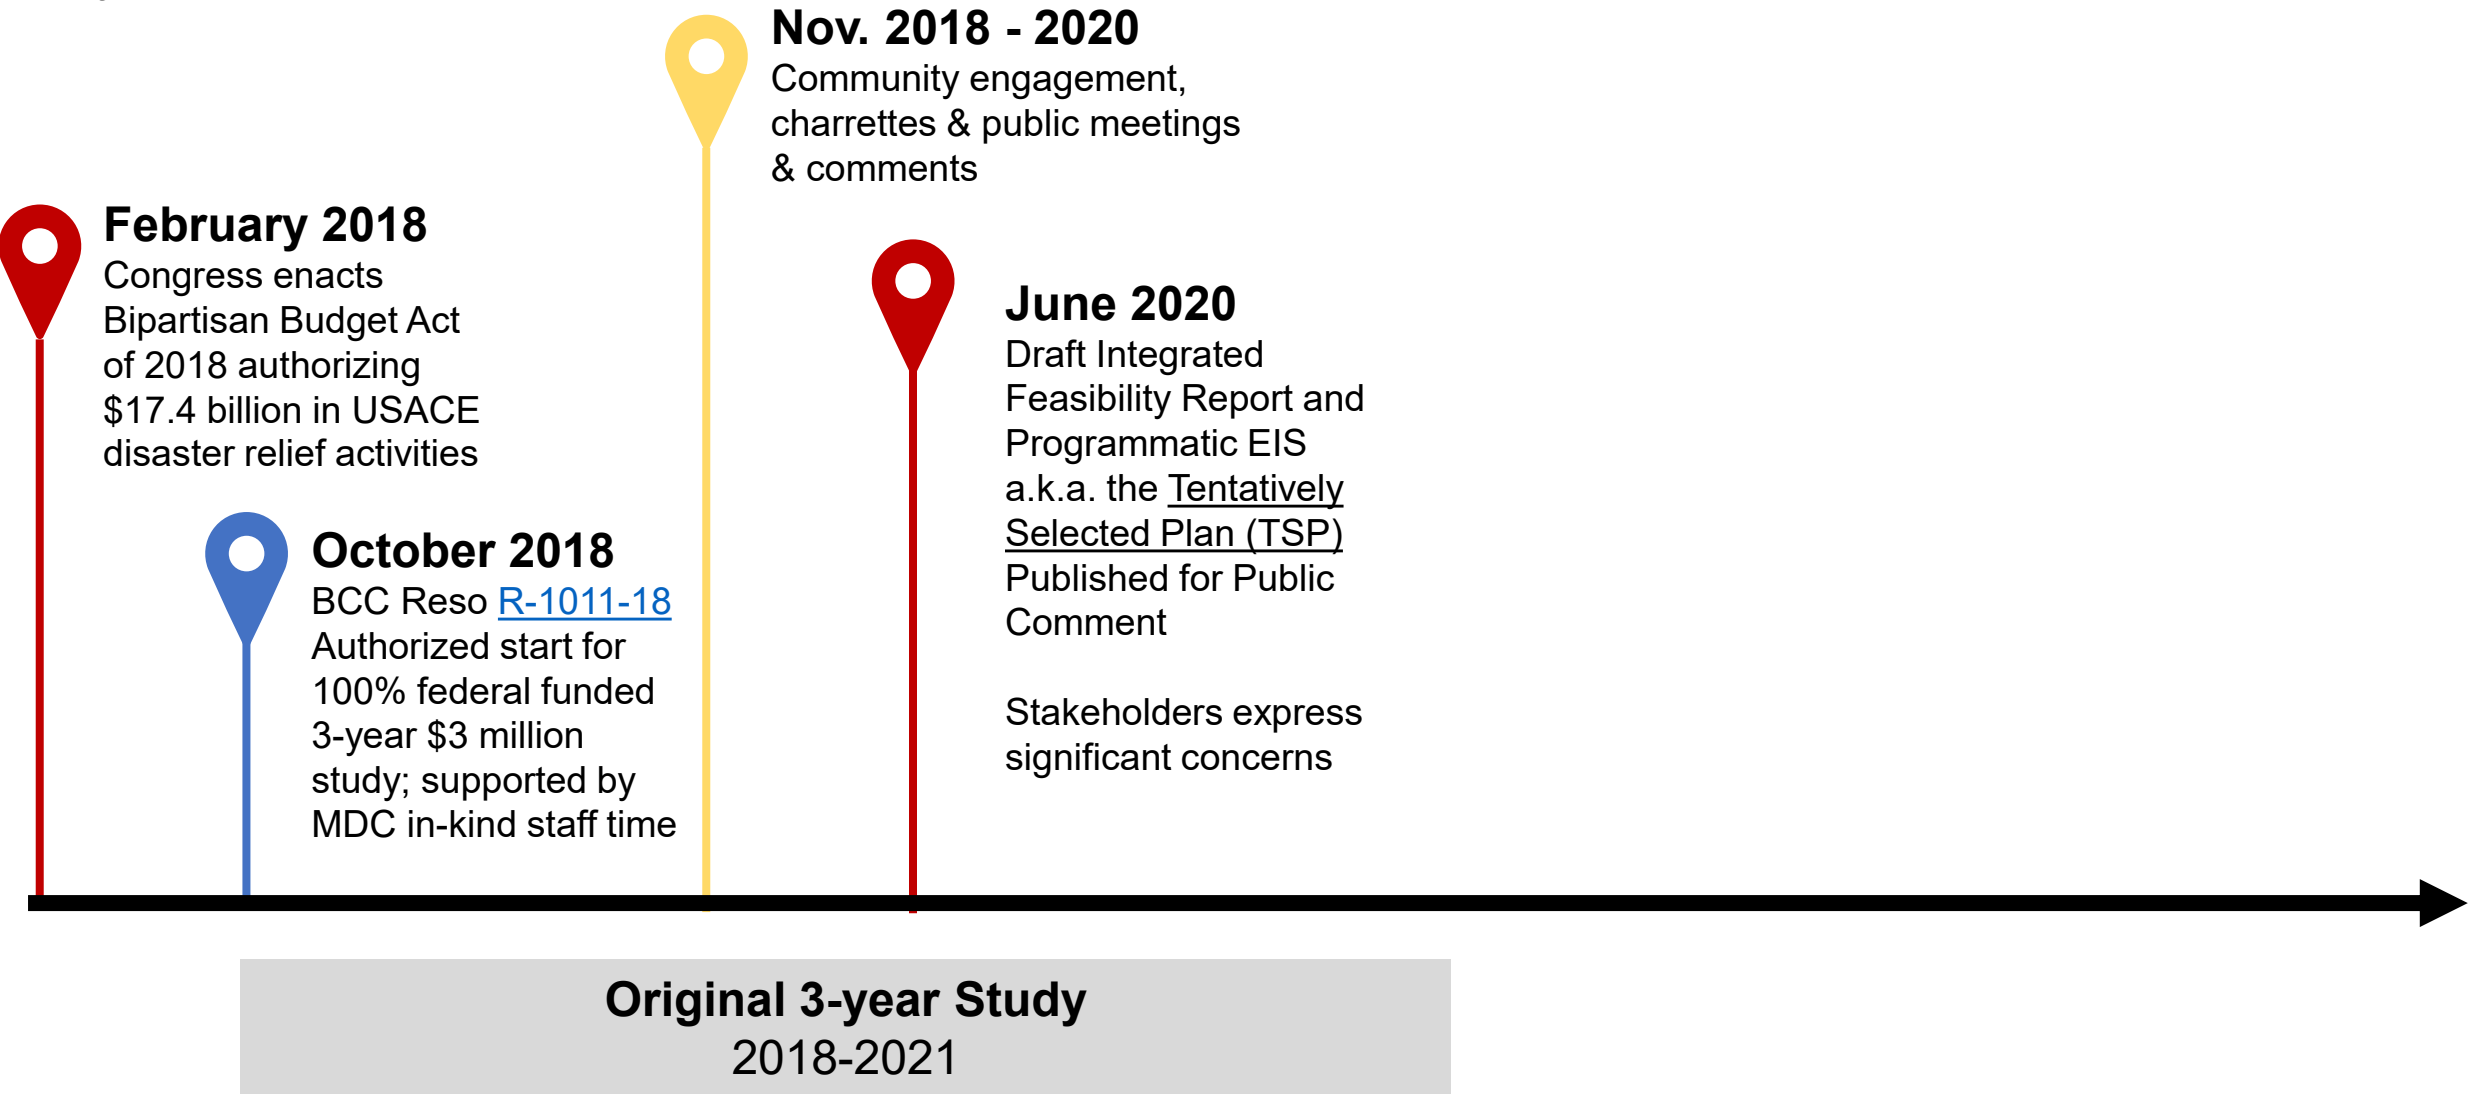 Nov. 2018 - 2020
Community engagement,
charrettes & public meetings
& comments
February 2018
Congress enacts
Bipartisan Budget Act
of 2018 authorizing
$17.4 billion in USACE
disaster relief activities
June 2020
Draft Integrated
Feasibility Report and
Programmatic EIS
a.k.a. the Tentatively
Selected Plan (TSP)
Published for Public
Comment
Stakeholders express
significant concerns
October 2018
BCC Reso R-1011-18
Authorized start for
100% federal funded
3-year $3 million
study; supported by
MDC in-kind staff time
Original 3-year Study
2018-2021